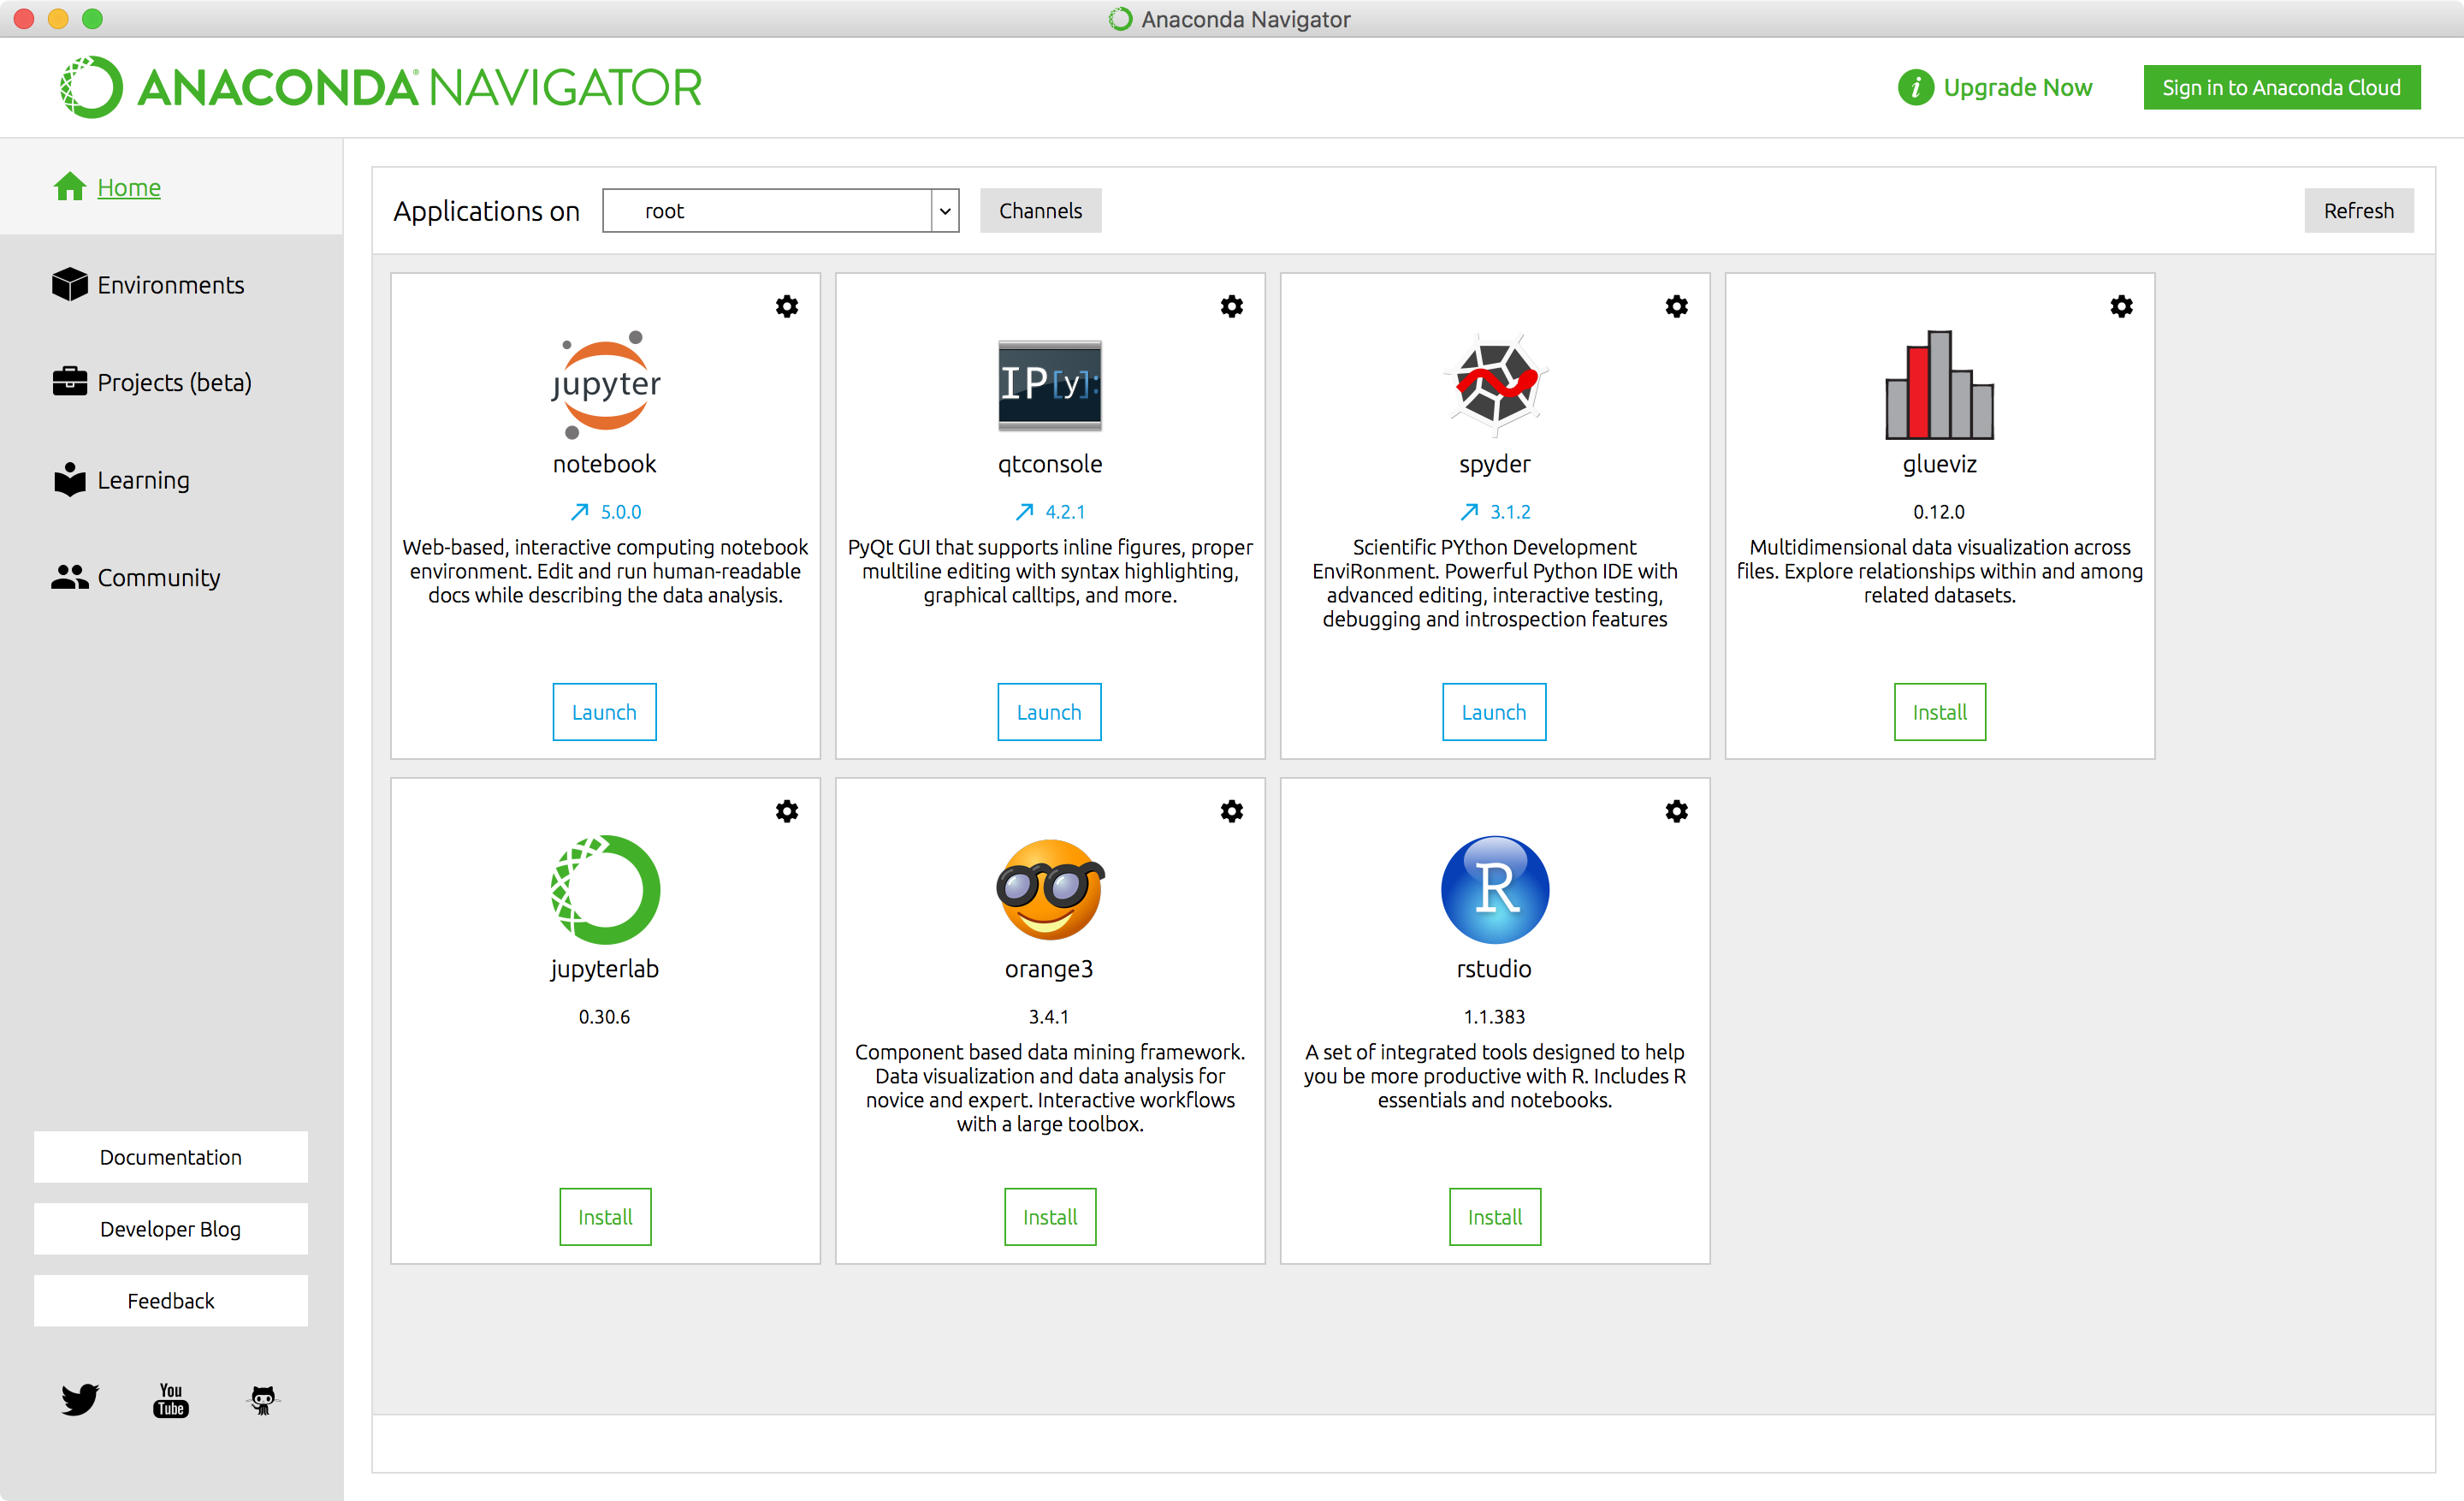 Anaconda Navigator
ANACONDA® NAVIGATOR
i Upgrade Now
Sign in to Anaconda Cloud
Home
Environments
Projects (beta)
Learning
Community
Documentation
Developer Blog
Feedback
You
Tube
Applications on
root
Channels
Refresh
jupyter
notebook
5.0.0
Web-based, interactive computing notebook
environment. Edit and run human-readable
docs while describing the data analysis.
Launch
IP[y]:
qtconsole
4.2.1
PyQt GUI that supports inline figures, proper
multiline editing with syntax highlighting,
graphical calltips, and more.
Launch
spyder
3.1.2
Scientific PYthon Development
EnviRonment. Powerful Python IDE with
advanced editing, interactive testing,
debugging and introspection features
Launch
glueviz
0.12.0
Multidimensional data visualization across
files. Explore relationships within and among
related datasets.
Install
jupyterlab
0.30.6
Install
orange3
3.4.1
Component based data mining framework.
Data visualization and data analysis for
novice and expert. Interactive workflows
with a large toolbox.
Install
R
rstudio
1.1.383
A set of integrated tools designed to help
you be more productive with R. Includes R
essentials and notebooks.
Install